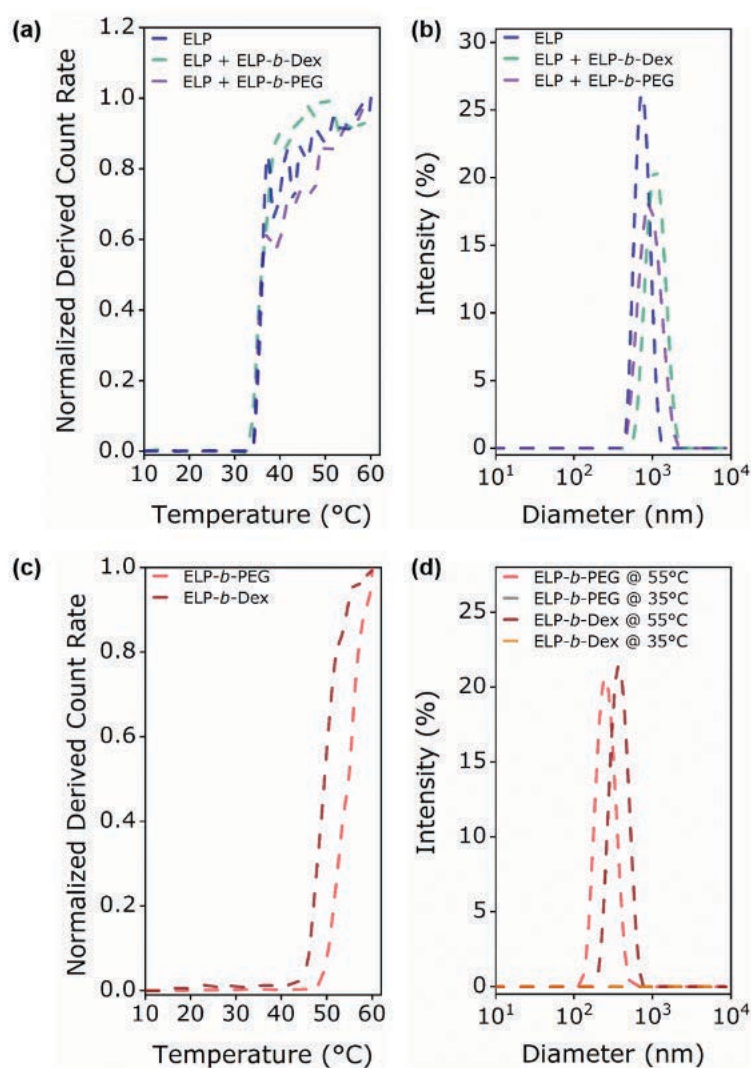 (a)
1.2
1.0
0.8
0.6
0.4
0.2
0.0
Normalized Derived Count Rate
ELP
ELP + ELP-b-Dex
ELP + ELP-b-PEG
10 20 30 40 50 60
Temperature (°C)
(b)
30
25
20
15
10
5
0
Intensity (%)
ELP
ELP + ELP-b-Dex
ELP + ELP-b-PEG
10¹ 10² 10³ 10⁴
Diameter (nm)
(c)
1.0
0.8
0.6
0.4
0.2
0.0
Normalized Derived Count Rate
ELP-b-PEG
ELP-b-Dex
10 20 30 40 50 60
Temperature (°C)
(d)
25
20
15
10
5
0
Intensity (%)
ELP-b-PEG @ 55°C
ELP-b-PEG @ 35°C
ELP-b-Dex @ 55°C
ELP-b-Dex @ 35°C
10¹ 10² 10³ 10⁴
Diameter (nm)